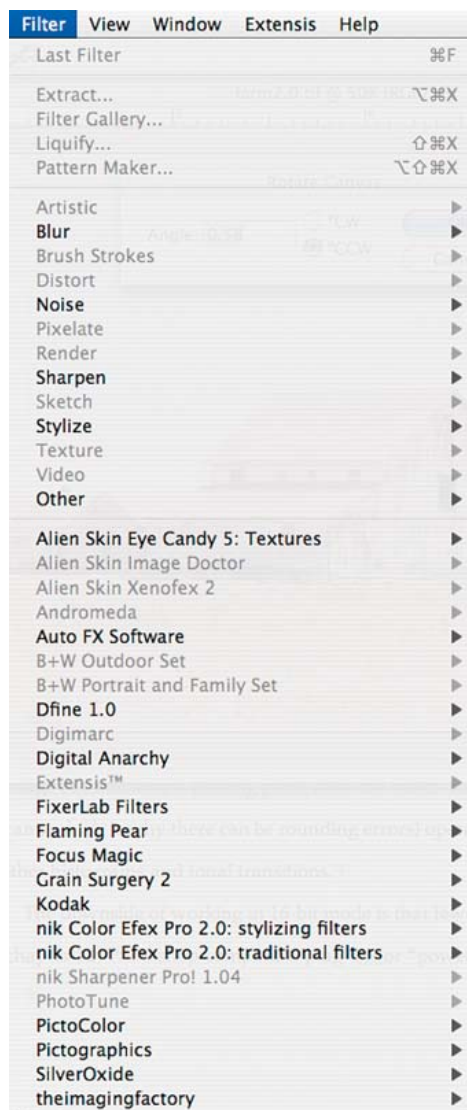 Filter View Window Extensis Help
Last Filter ⌘F
Extract... ⌥⌘X
Filter Gallery...
Liquify... ⇧⌘X
Pattern Maker... ⌥⇧⌘X
Artistic
Blur
Brush Strokes
Distort
Noise
Pixelate
Render
Sharpen
Sketch
Stylize
Texture
Video
Other
Alien Skin Eye Candy 5: Textures
Alien Skin Image Doctor
Alien Skin Xenofex 2
Andromeda
Auto FX Software
B+W Outdoor Set
B+W Portrait and Family Set
Dfine 1.0
Digimarc
Digital Anarchy
Extensis™
FixerLab Filters
Flaming Pear
Focus Magic
Grain Surgery 2
Kodak
nik Color Efex Pro 2.0: stylizing filters
nik Color Efex Pro 2.0: traditional filters
nik Sharpener Pro! 1.04
PhotoTune
PictoColor
Pictographics
SilverOxide
theimagingfactory